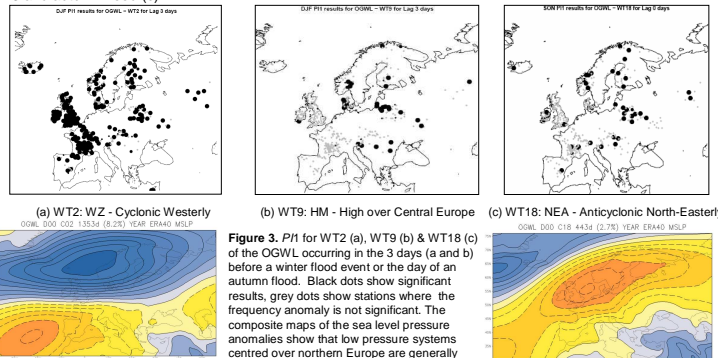 DJF PI1 results for OGWL - WT2 for Lag 3 days
DJF PI1 results for OGWL - WT9 for Lag 3 days
SON PI1 results for OGWL - WT18 for Lag 0 days
(a) WT2: WZ - Cyclonic Westerly
(b) WT9: HM - High over Central Europe
(c) WT18: NEA - Anticyclonic North-Easterly
OGWL D00 C02 1353d (8.2%) YEAR ERA40 MSLP
Figure 3. PI1 for WT2 (a), WT9 (b) & WT18 (c)
of the OGWL occurring in the 3 days (a and b)
before a winter flood event or the day of an
autumn flood. Black dots show significant
results, grey dots show stations where the
frequency anomaly is not significant. The
composite maps of the sea level pressure
anomalies show that low pressure systems
centred over northern Europe are generally
OGWL D00 C18 443d (2.7%) YEAR ERA40 MSLP